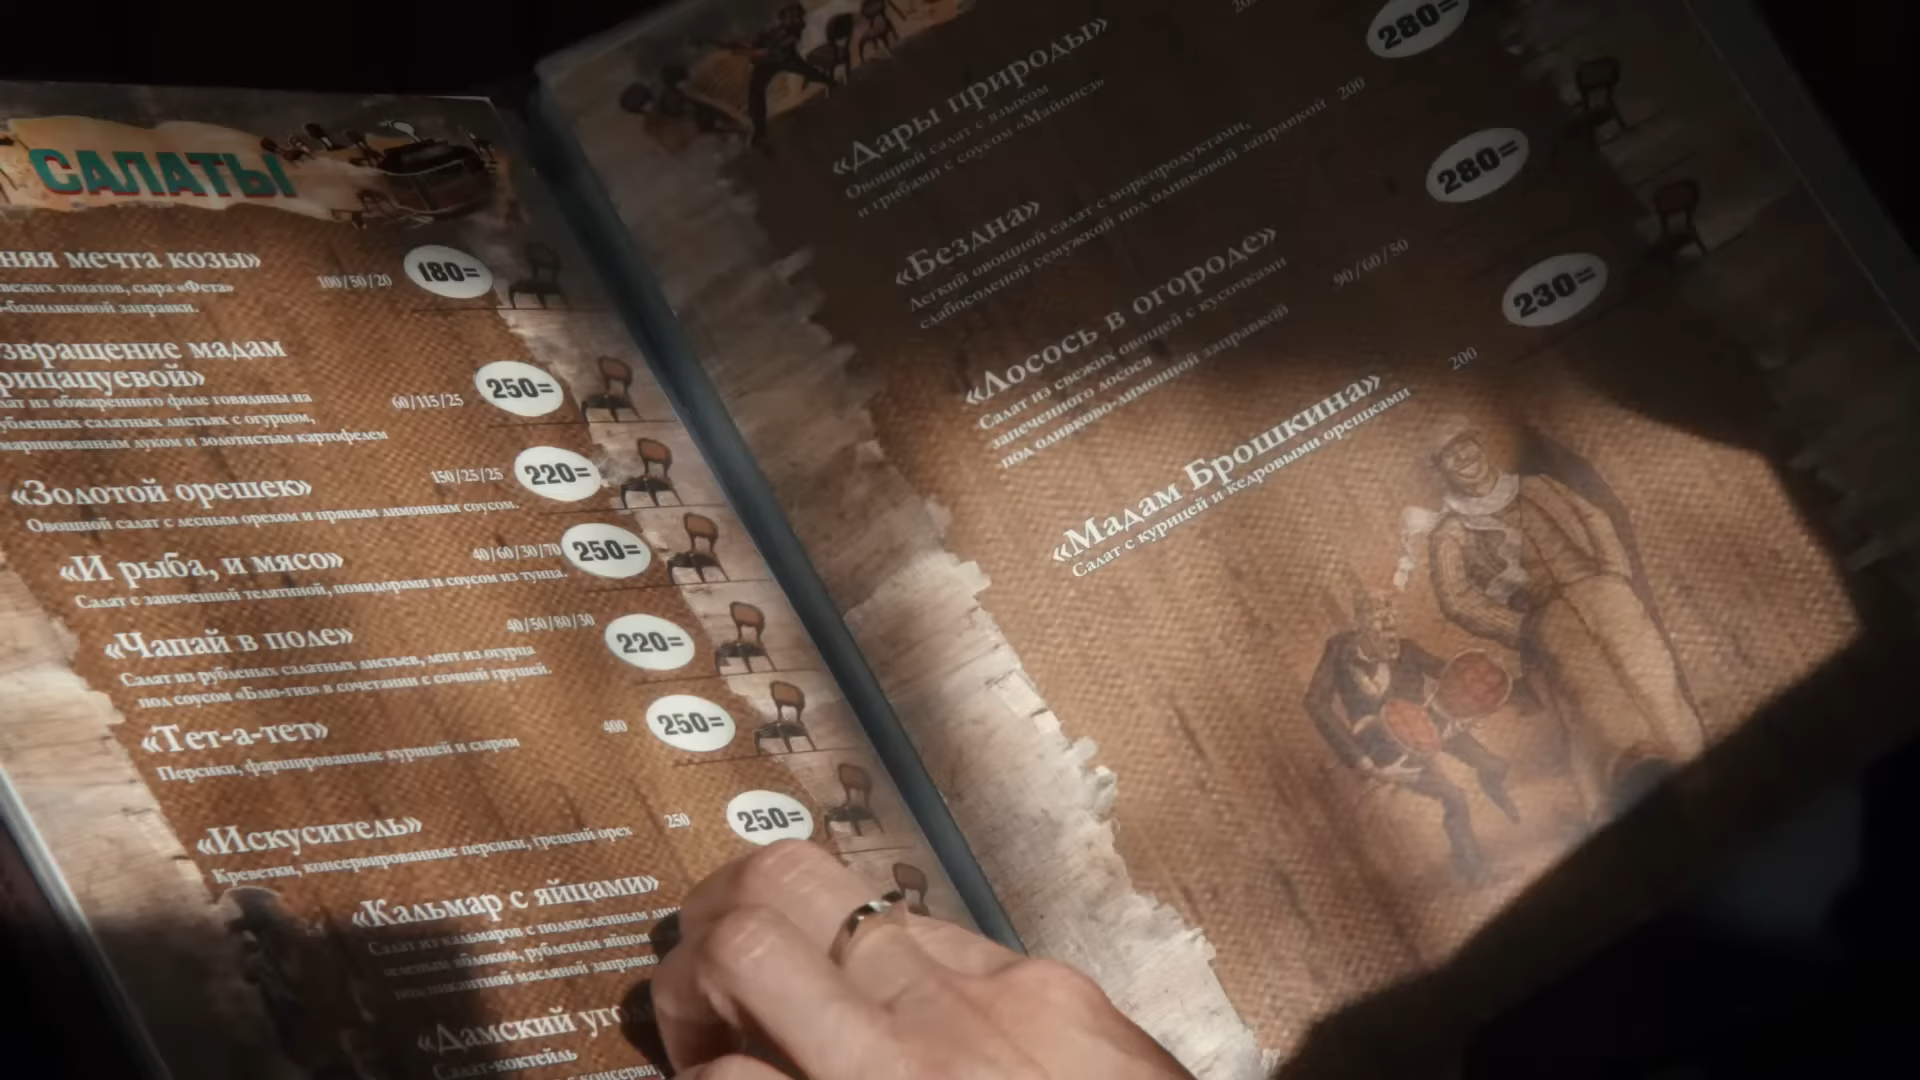 САЛАТЫ
няя мечта козы»
100/50/20
180=
вежих томатов, сыра «Фета»
-базиликовой заправки.
звращение мадам
рицацуевой»
60/115/25
250=
лат из обжаренного филе говядины на
рубленных салатных листьях с огурцом,
маринованным луком и золотистым картофелем
«Золотой орешек»
150/25/25
220=
Овощной салат с лесным орехом и пряным лимонным соусом.
«И рыба, и мясо»
40/60/30/70
250=
Салат с запеченной телятиной, помидорами и соусом из тунца.
«Чапай в поле»
40/50/80/30
220=
Салат из рубленых салатных листьев, лент из огурца
под соусом «Блю-гиз» в сочетании с сочной грушей.
«Тет-а-тет»
400
250=
Персики, фаршированные курицей и сыром
«Искуситель»
250
250=
Креветки, консервированные персики, грецкий орех
«Кальмар с яйцами»
Салат из кальмаров с подкисленным
зеленым яблоком, рубленым яйцом
заправко
«Дамский уго
Салат-коктейль
консерви
«Дары природы»
280=
Овощной салат с языком
и грибами с соусом «Майонез»
«Бездна»
200
280=
Легкий овощной салат с морепродуктами,
слабосоленой семужкой под оливковой заправкой
«Лосось в огороде»
90/60/50
230=
Салат из свежих овощей с кусочками
запеченного лосося
под оливково-лимонной заправкой
«Мадам Брошкина»
200
Салат с курицей и кедровыми орешками